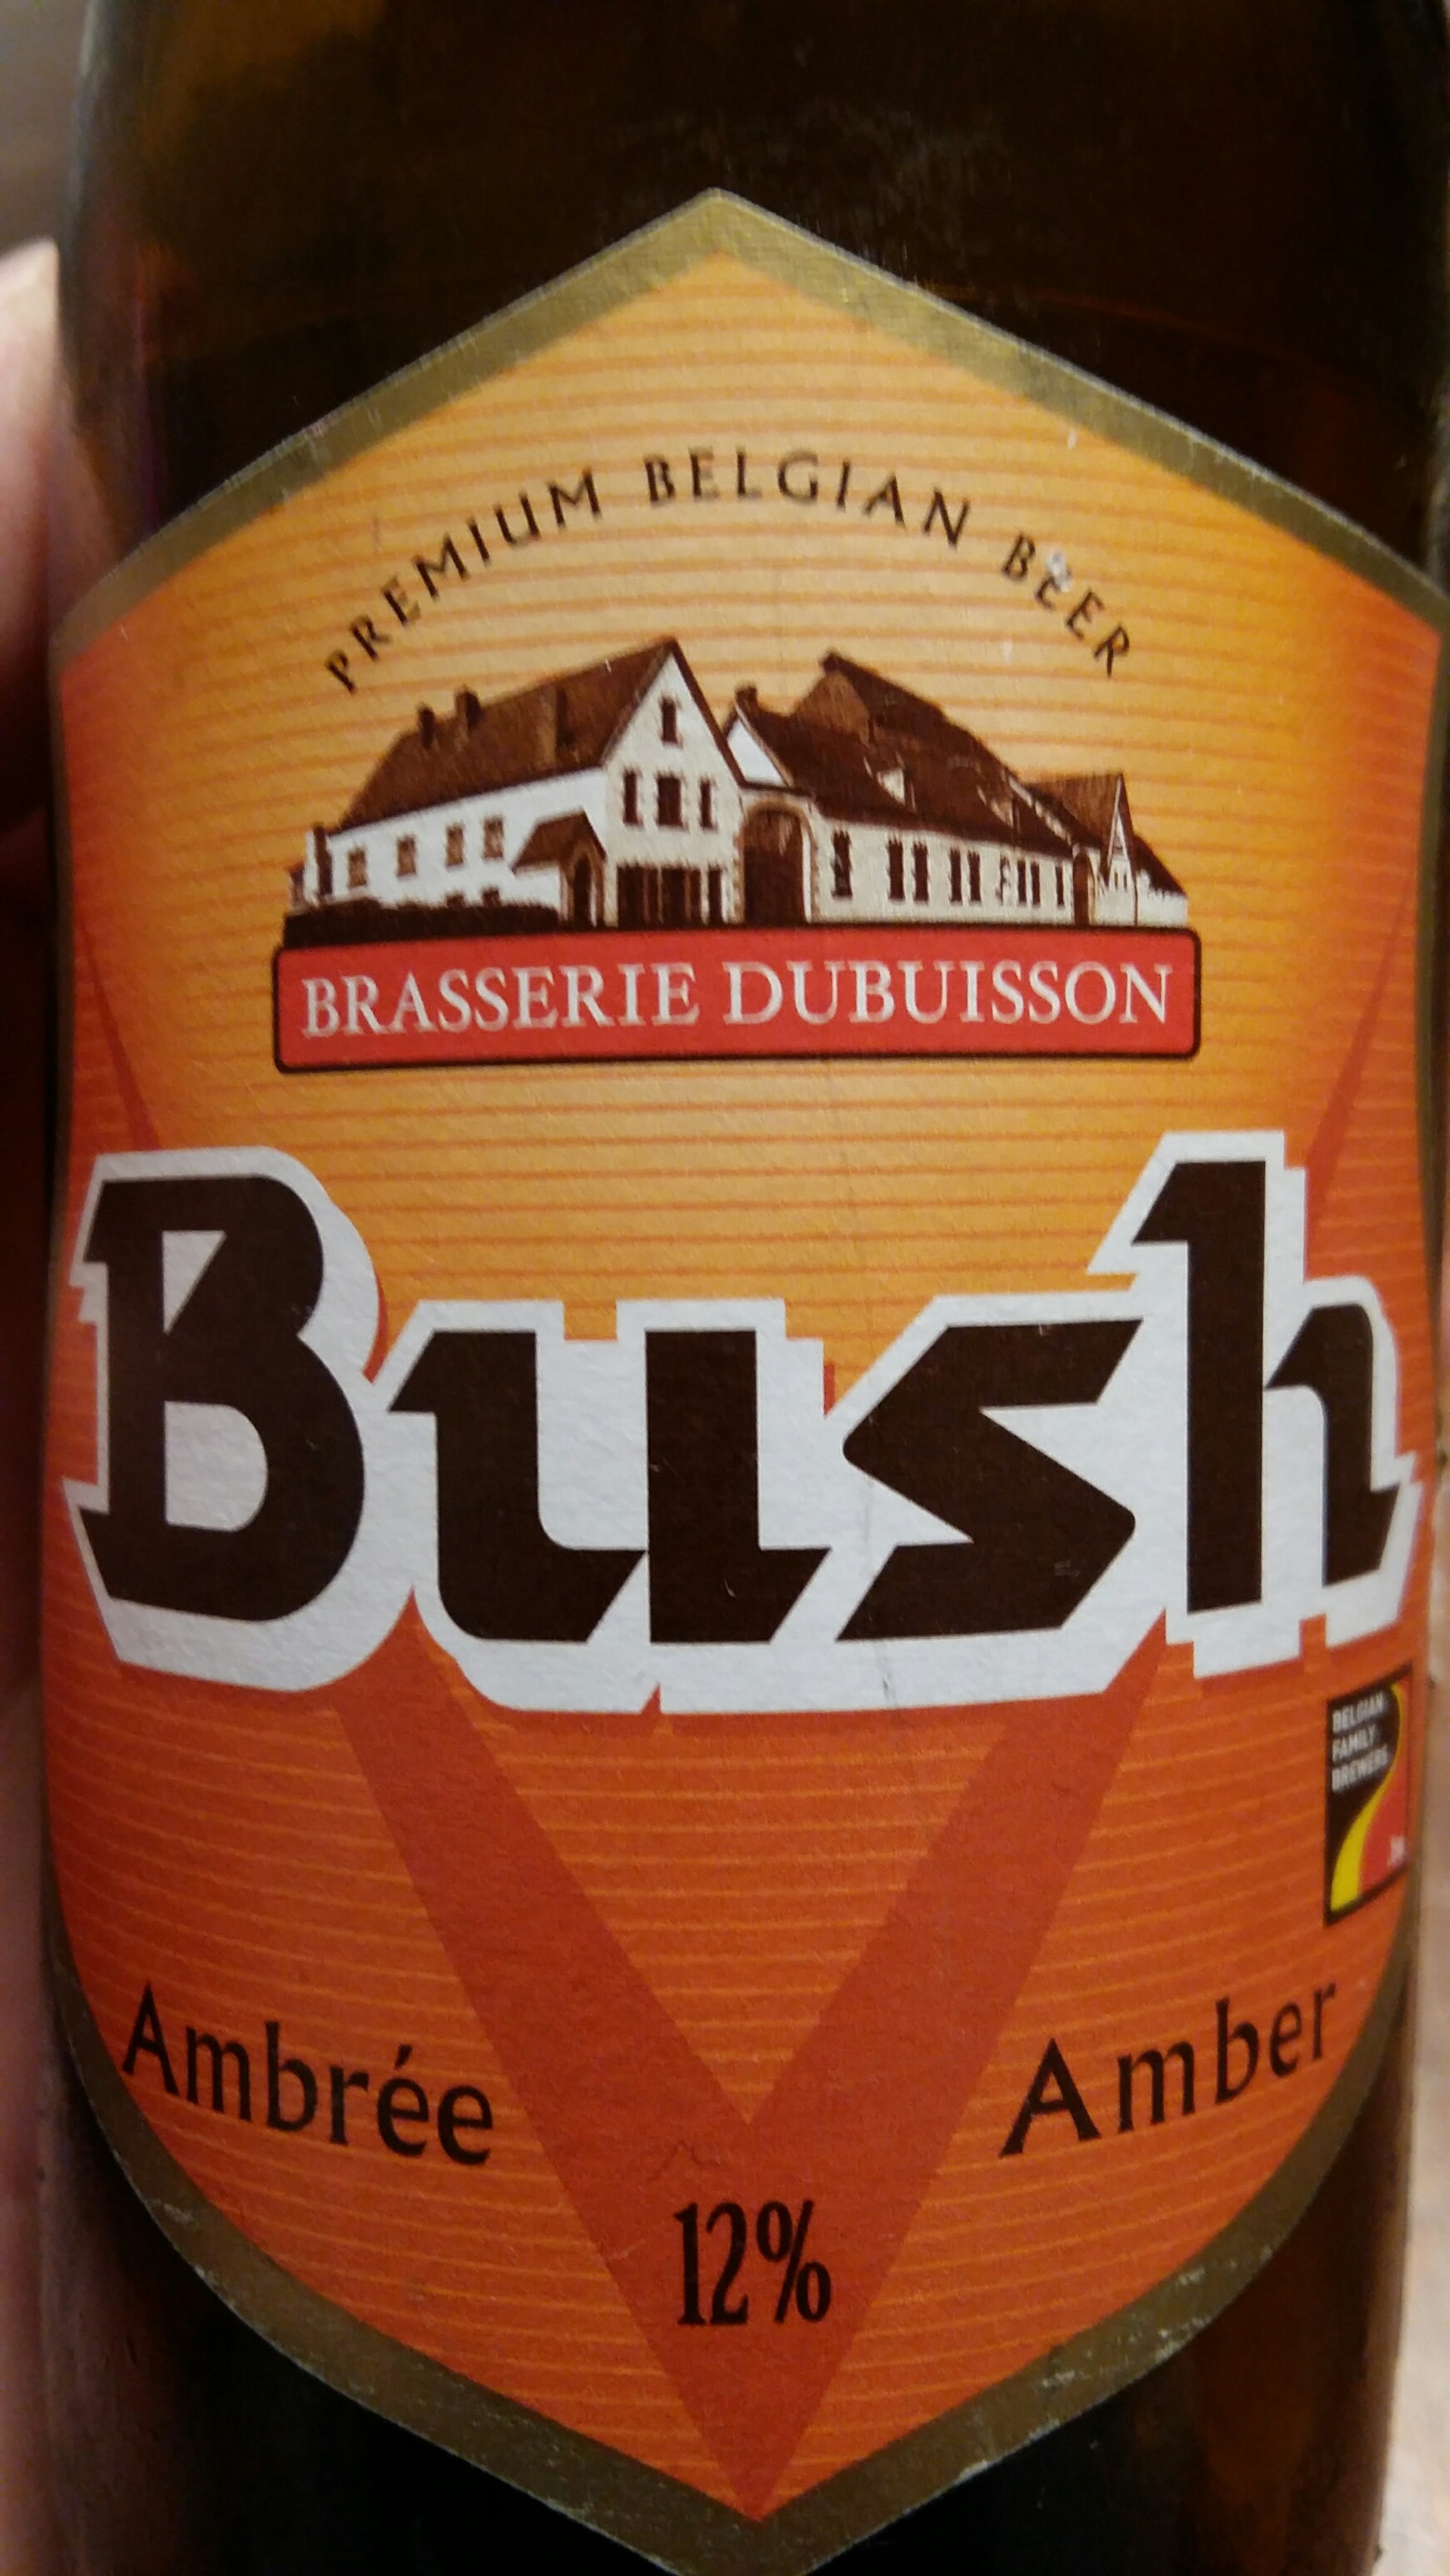 PREMIUM BELGIAN BEER
BRASSERIE DUBUISSON
Bush
BELGIAN
FAMILY
BREWERS
Ambrée
Amber
12%